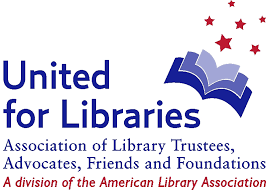 United
for Libraries
Association of Library Trustees,
Advocates, Friends and Foundations
A division of the American Library Association